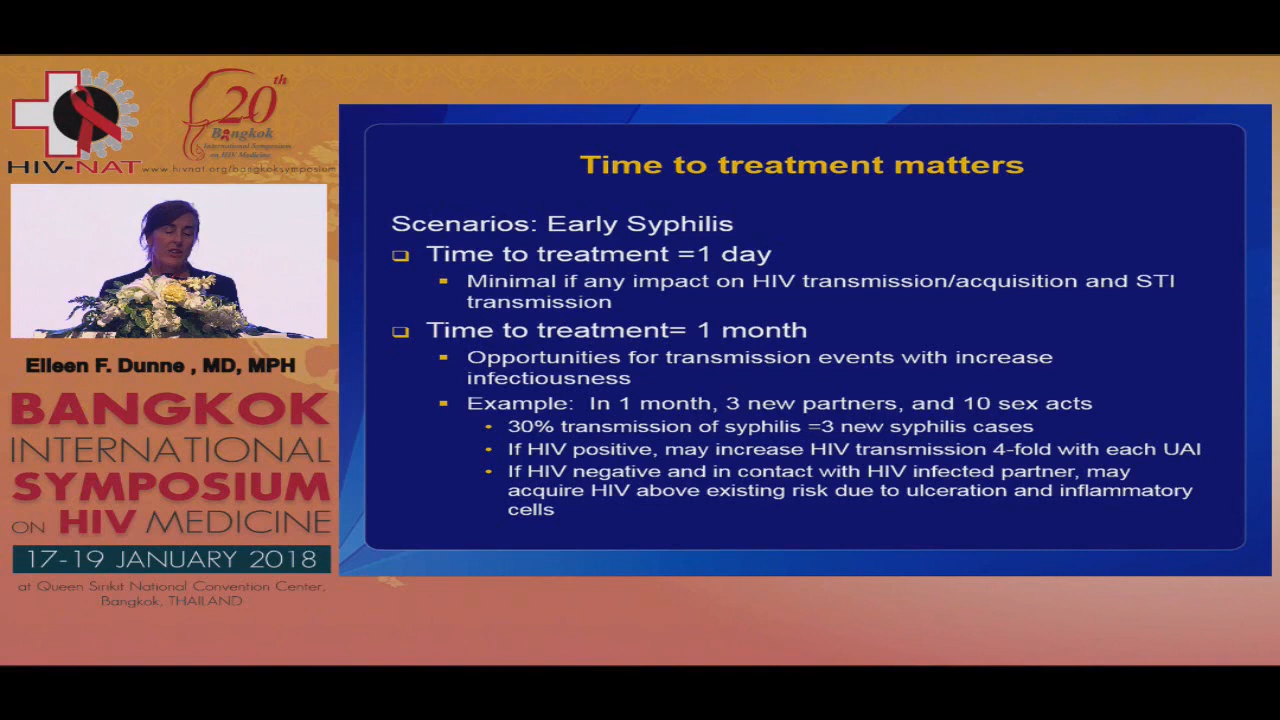 HIV-NAT
20th
Bangkok
International Symposium
on HIV Medicine
www.hivnat.org/bangkoksymposium
Eileen F. Dunne , MD, MPH
BANGKOK
INTERNATIONAL
SYMPOSIUM
ON HIV MEDICINE
17-19 JANUARY 2018
at Queen Sirikit National Convention Center,
Bangkok, THAILAND
Time to treatment matters
Scenarios: Early Syphilis
Time to treatment =1 day
Minimal if any impact on HIV transmission/acquisition and STI
transmission
Time to treatment= 1 month
Opportunities for transmission events with increase
infectiousness
Example: In 1 month, 3 new partners, and 10 sex acts
30% transmission of syphilis =3 new syphilis cases
If HIV positive, may increase HIV transmission 4-fold with each UAI
If HIV negative and in contact with HIV infected partner, may
acquire HIV above existing risk due to ulceration and inflammatory
cells